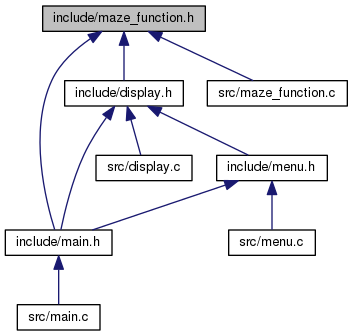 include/maze_function.h
include/display.h
src/maze_function.c
src/display.c
include/menu.h
include/main.h
src/menu.c
src/main.c